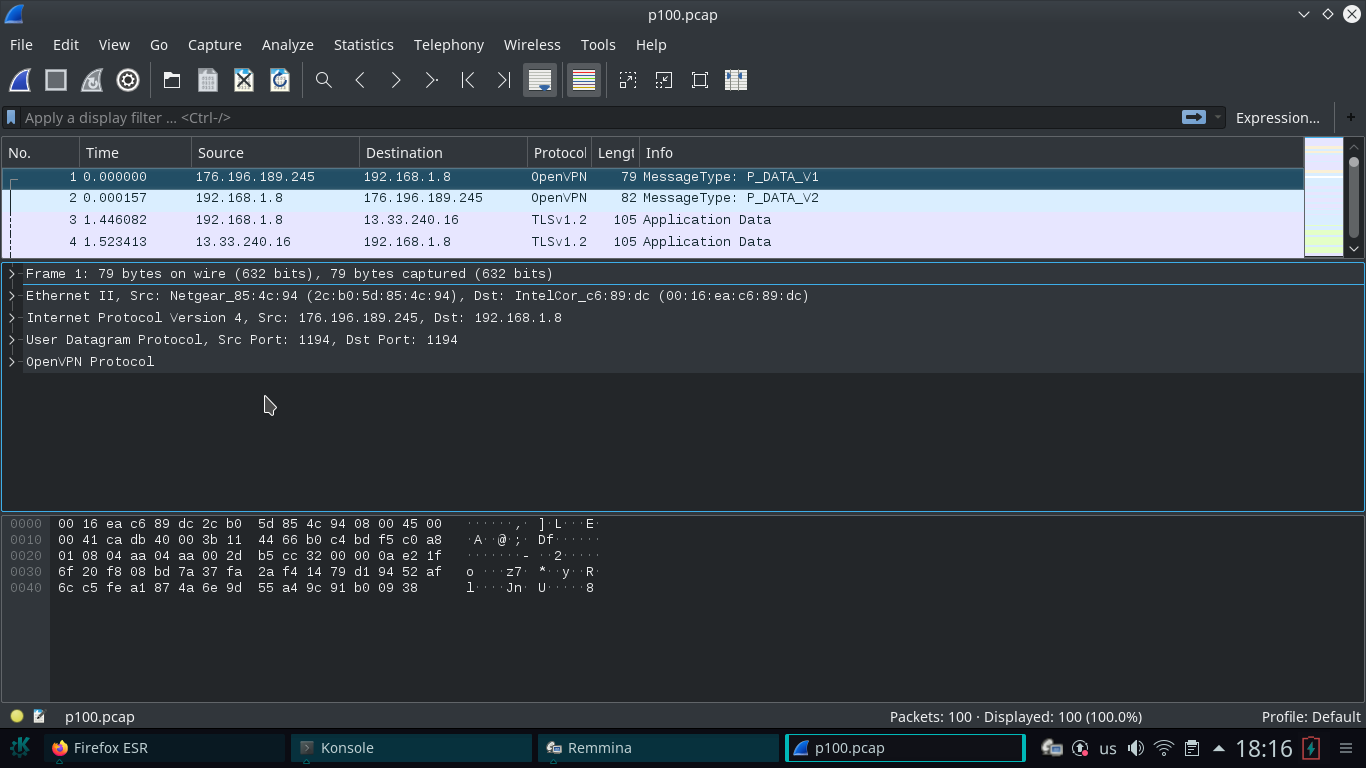 p100.pcap
File Edit View Go Capture Analyze Statistics Telephony Wireless Tools Help
Apply a display filter … <Ctrl-/> Expression… +
No. Time Source Destination Protocol Lengt Info
1 0.000000 176.196.189.245 192.168.1.8 OpenVPN 79 MessageType: P_DATA_V1
2 0.000157 192.168.1.8 176.196.189.245 OpenVPN 82 MessageType: P_DATA_V2
3 1.446082 192.168.1.8 13.33.240.16 TLSv1.2 105 Application Data
4 1.523413 13.33.240.16 192.168.1.8 TLSv1.2 105 Application Data
Frame 1: 79 bytes on wire (632 bits), 79 bytes captured (632 bits)
Ethernet II, Src: Netgear_85:4c:94 (2c:b0:5d:85:4c:94), Dst: IntelCor_c6:89:dc (00:16:ea:c6:89:dc)
Internet Protocol Version 4, Src: 176.196.189.245, Dst: 192.168.1.8
User Datagram Protocol, Src Port: 1194, Dst Port: 1194
OpenVPN Protocol
0000 00 16 ea c6 89 dc 2c b0 5d 85 4c 94 08 00 45 00 ······,· ]·L···E·
0010 00 41 ca db 40 00 3b 11 44 66 b0 c4 bd f5 c0 a8 ·A··@·;· Df······
0020 01 08 04 aa 04 aa 00 2d b5 cc 32 00 00 0a e2 1f ·······- ··2·····
0030 6f 20 f8 08 bd 7a 37 fa 2a f4 14 79 d1 94 52 af o ···z7· *··y··R·
0040 6c c5 fe a1 87 4a 6e 9d 55 a4 9c 91 b0 09 38 l····Jn· U·····8
p100.pcap Packets: 100 · Displayed: 100 (100.0%) Profile: Default
Firefox ESR Konsole Remmina p100.pcap us 18:16